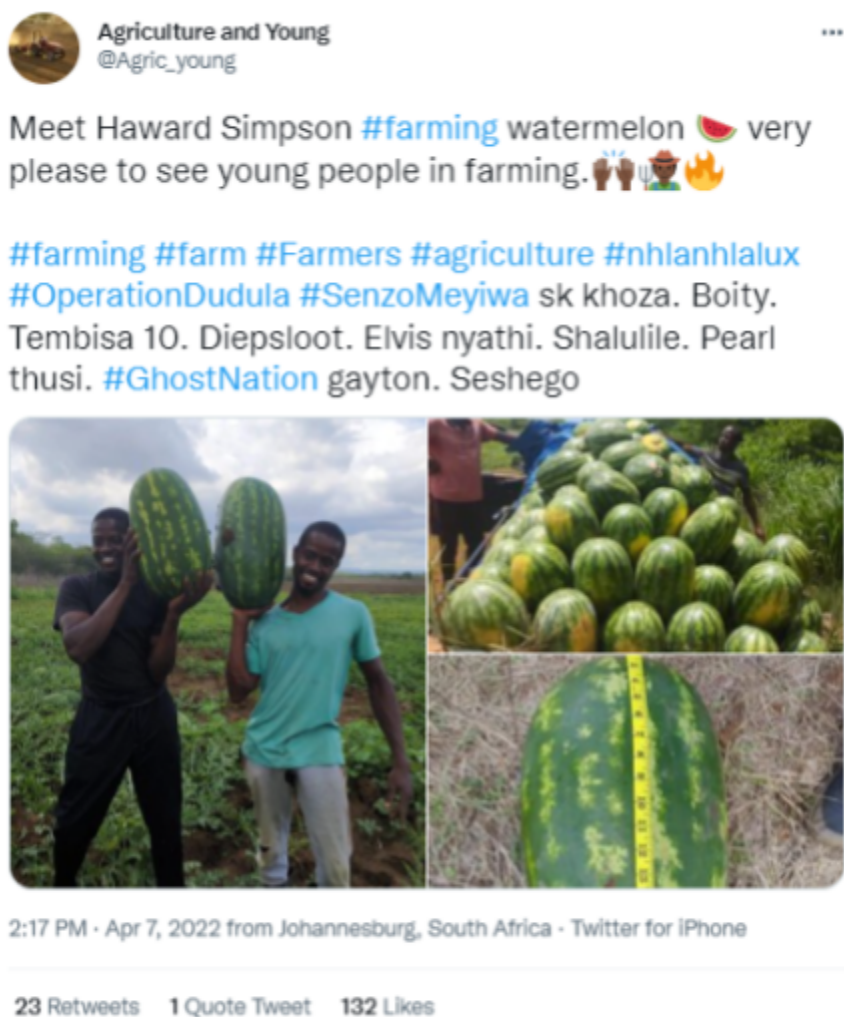 Agriculture and Young
@Agric_young
Meet Haward Simpson #farming watermelon 🍉 very
please to see young people in farming.🙌🏿👨🏿‍🌾🔥
#farming #farm #Farmers #agriculture #nhlanhlalux
#OperationDudula #SenzoMeyiwa sk khoza. Boity.
Tembisa 10. Diepsloot. Elvis nyathi. Shalulile. Pearl
thusi. #GhostNation gayton. Seshego
2:17 PM · Apr 7, 2022 from Johannesburg, South Africa · Twitter for iPhone
23 Retweets 1 Quote Tweet 132 Likes